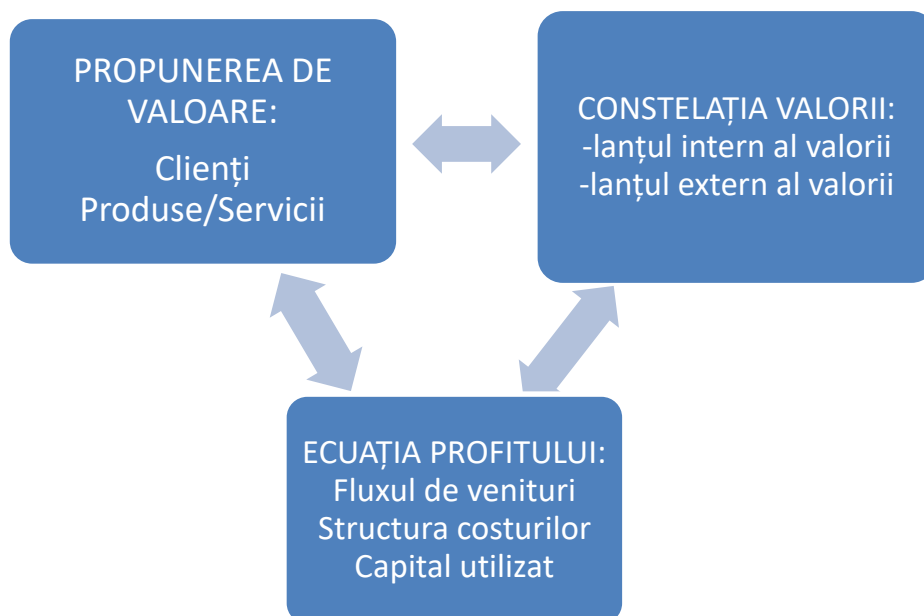 PROPUNEREA DE
VALOARE:
Clienți
Produse/Servicii
CONSTELAȚIA VALORII:
-lanțul intern al valorii
-lanțul extern al valorii
ECUAȚIA PROFITULUI:
Fluxul de venituri
Structura costurilor
Capital utilizat